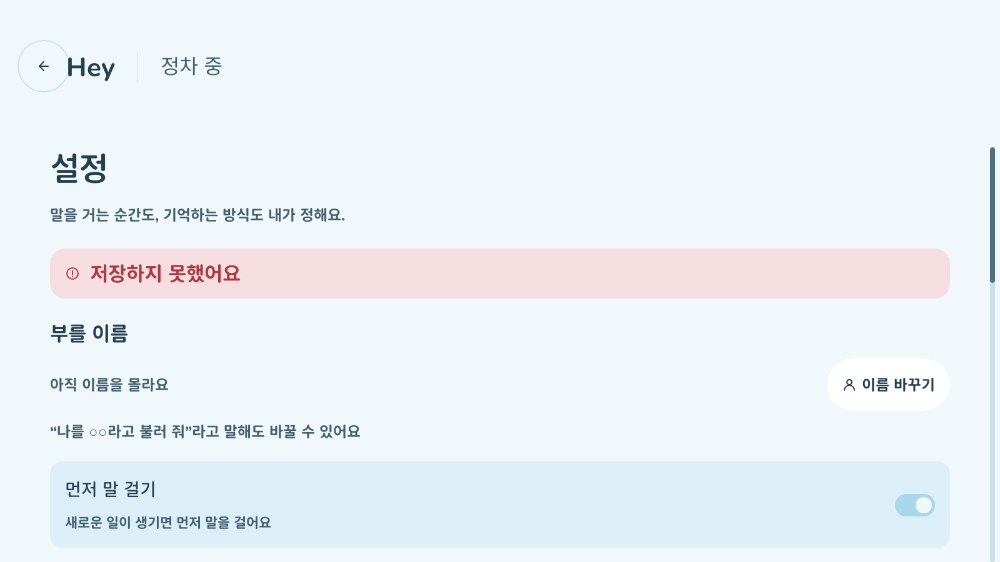 Hey
정차 중
설정
말을 거는 순간도, 기억하는 방식도 내가 정해요.
저장하지 못했어요
부를 이름
아직 이름을 몰라요
이름 바꾸기
“나를 ○○라고 불러 줘”라고 말해도 바꿀 수 있어요
먼저 말 걸기
새로운 일이 생기면 먼저 말을 걸어요